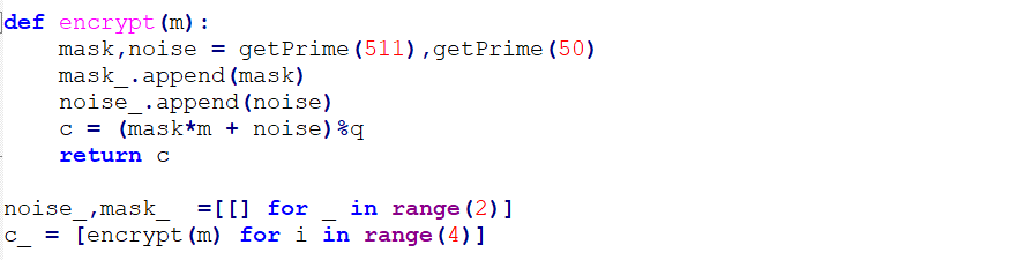 def encrypt(m):
    mask,noise = getPrime(511),getPrime(50)
    mask_.append(mask)
    noise_.append(noise)
    c = (mask*m + noise)%q
    return c

noise_,mask_  =[[] for _ in range(2)]
c_ = [encrypt(m) for i in range(4)]